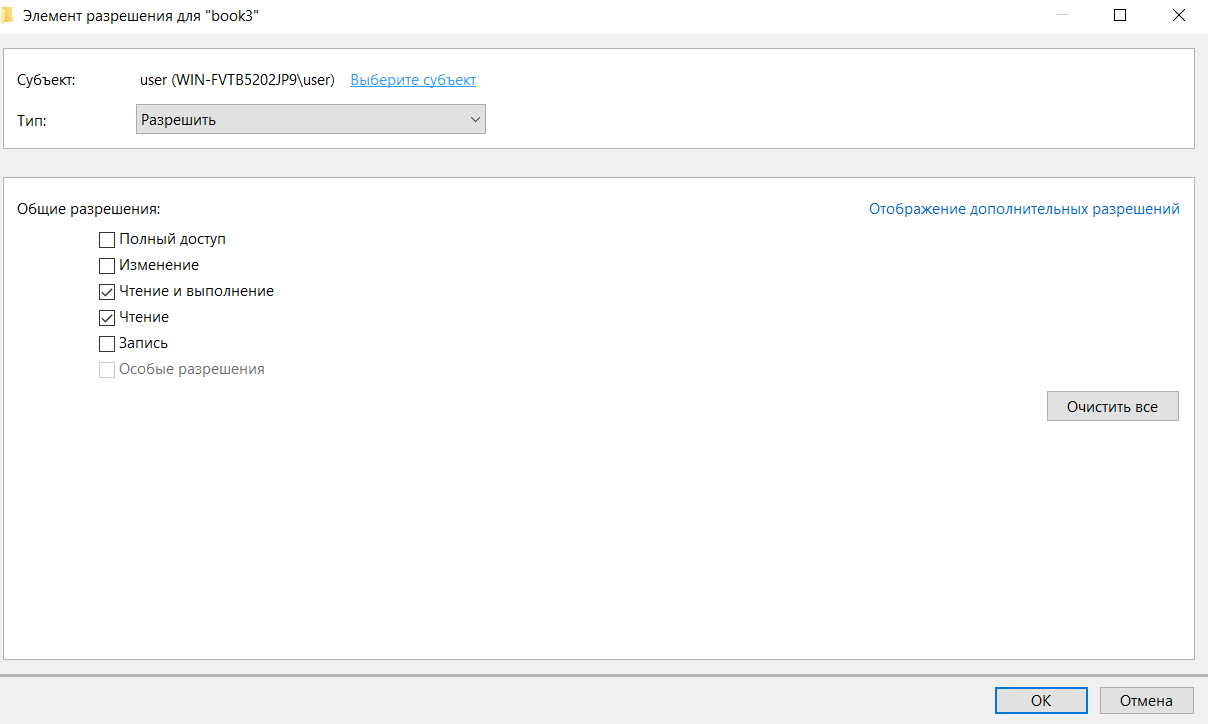 Элемент разрешения для "book3"
Субъект: user (WIN-FVTB5202JP9\user) Выберите субъект
Тип: Разрешить
Общие разрешения: Отображение дополнительных разрешений
Полный доступ
Изменение
Чтение и выполнение
Чтение
Запись
Особые разрешения
Очистить все
OK Отмена